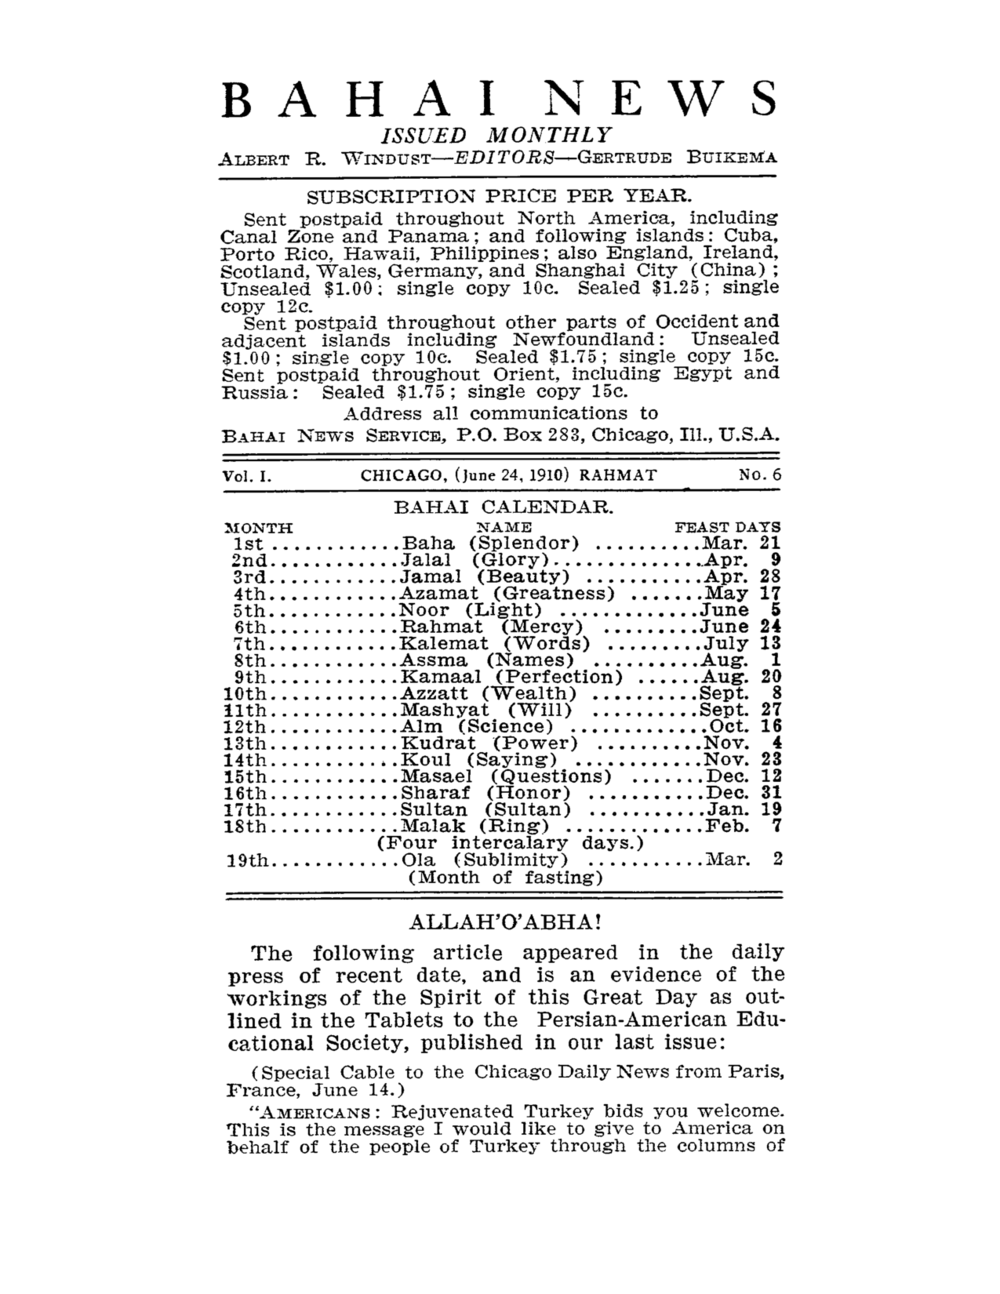 BAHAI NEWS
ISSUED MONTHLY
ALBERT R. WINDUST—EDITORS—GERTRUDE BUIKEMA
SUBSCRIPTION PRICE PER YEAR.
Sent postpaid throughout North America, including
Canal Zone and Panama; and following islands: Cuba,
Porto Rico, Hawaii, Philippines; also England, Ireland,
Scotland, Wales, Germany, and Shanghai City (China);
Unsealed $1.00; single copy 10c. Sealed $1.25; single
copy 12c.
Sent postpaid throughout other parts of Occident and
adjacent islands including Newfoundland: Unsealed
$1.00; single copy 10c. Sealed $1.75; single copy 15c.
Sent postpaid throughout Orient, including Egypt and
Russia: Sealed $1.75; single copy 15c.
Address all communications to
BAHAI NEWS SERVICE, P.O. Box 283, Chicago, Ill., U.S.A.
Vol. I. CHICAGO, (June 24, 1910) RAHMAT No. 6
BAHAI CALENDAR.
MONTH NAME FEAST DAYS
1st ............Baha (Splendor) ..........Mar. 21
2nd............Jalal (Glory)..............Apr. 9
3rd............Jamal (Beauty) ...........Apr. 28
4th............Azamat (Greatness) .......May 17
5th............Noor (Light) .............June 5
6th............Rahmat (Mercy) .........June 24
7th............Kalemat (Words) .........July 13
8th............Assma (Names) ..........Aug. 1
9th............Kamaal (Perfection) ......Aug. 20
10th............Azzatt (Wealth) ..........Sept. 8
11th............Mashyat (Will) ..........Sept. 27
12th............Alm (Science) .............Oct. 16
13th............Kudrat (Power) ..........Nov. 4
14th............Koul (Saying) ............Nov. 23
15th............Masael (Questions) .......Dec. 12
16th............Sharaf (Honor) ...........Dec. 31
17th............Sultan (Sultan) ...........Jan. 19
18th............Malak (Ring) .............Feb. 7
(Four intercalary days.)
19th............Ola (Sublimity) ...........Mar. 2
(Month of fasting)
ALLAH'O'ABHA!
The following article appeared in the daily
press of recent date, and is an evidence of the
workings of the Spirit of this Great Day as out-
lined in the Tablets to the Persian-American Edu-
cational Society, published in our last issue:
(Special Cable to the Chicago Daily News from Paris,
France, June 14.)
"AMERICANS: Rejuvenated Turkey bids you welcome.
This is the message I would like to give to America on
behalf of the people of Turkey through the columns of